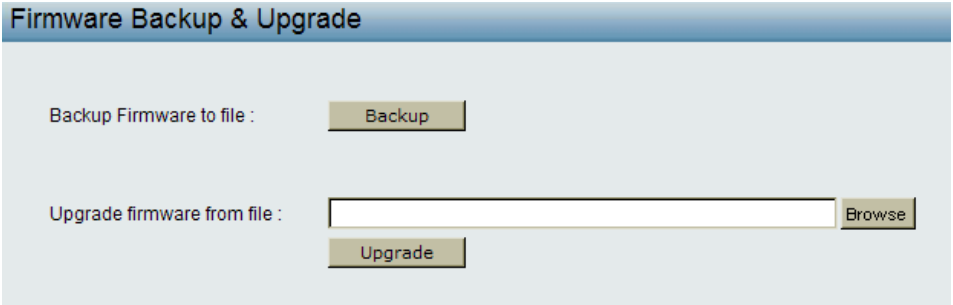 Firmware Backup & Upgrade
Backup Firmware to file : Backup
Upgrade firmware from file : Browse
Upgrade